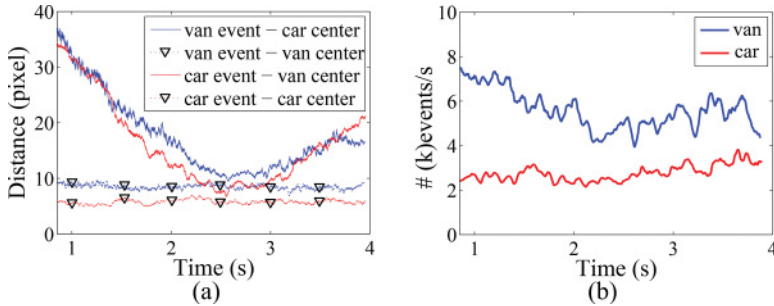 40
30
20
10
0
Distance (pixel)
van event – car center
van event – van center
car event – van center
car event – car center
1 2 3 4
Time (s)
(a)
10
8
6
4
2
0
# (k)events/s
van
car
1 2 3 4
Time (s)
(b)